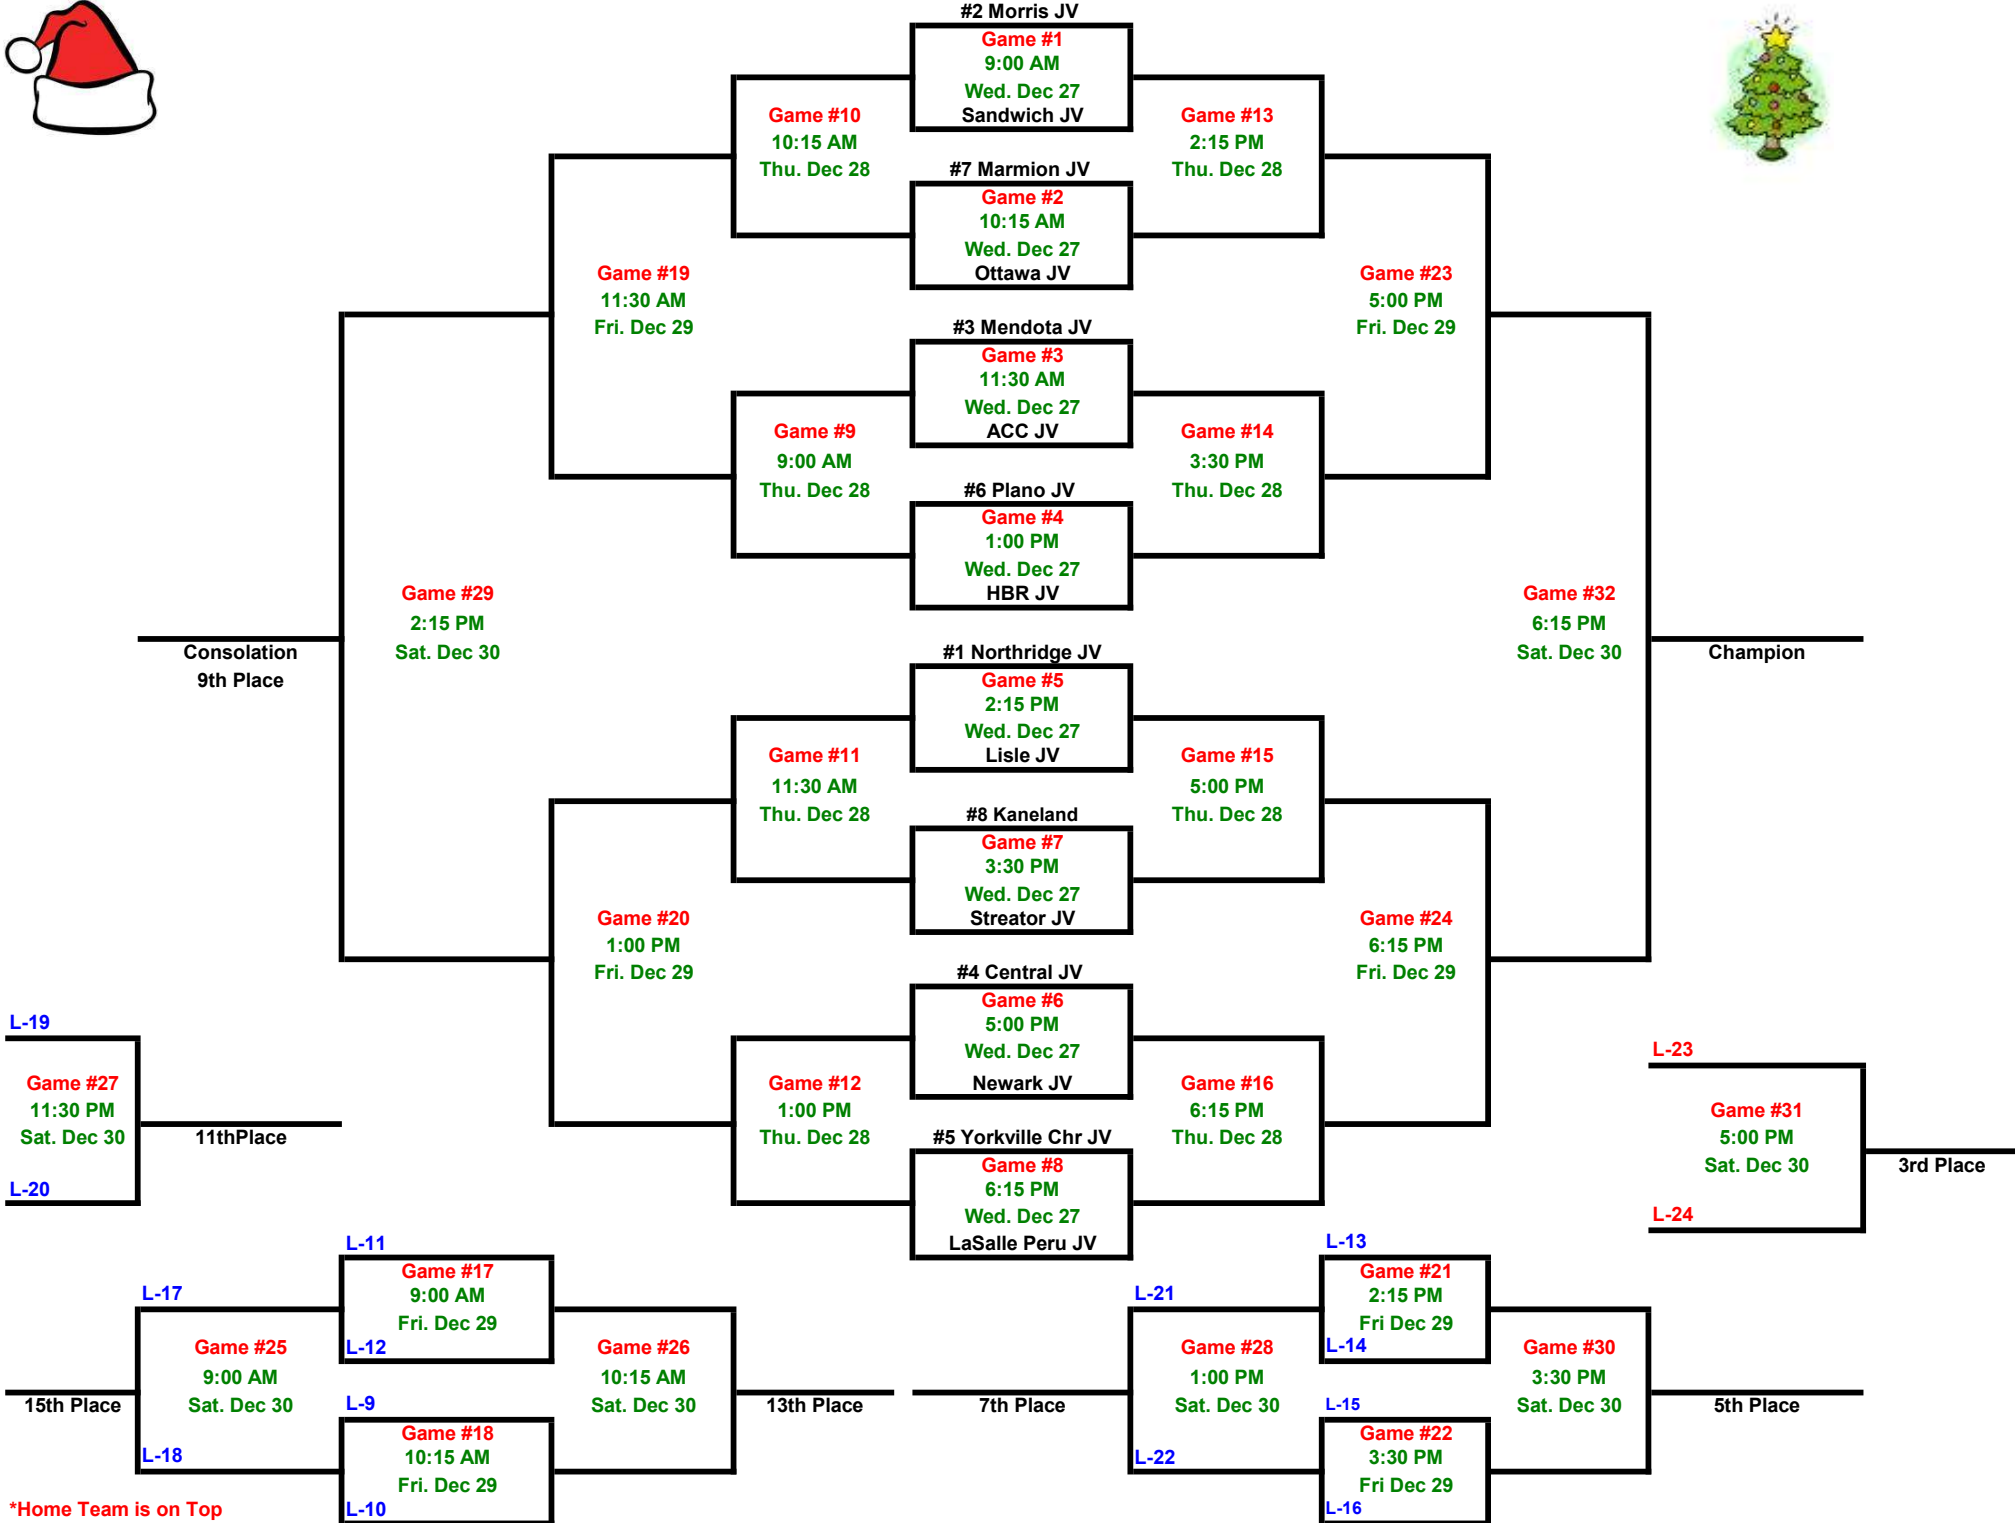 #2 Morris JV
Game #1
9:00 AM
Wed. Dec 27
Sandwich JV
Game #10
10:15 AM
Thu. Dec 28
Game #13
2:15 PM
Thu. Dec 28
#7 Marmion JV
Game #2
10:15 AM
Wed. Dec 27
Ottawa JV
Game #19
11:30 AM
Fri. Dec 29
Game #23
5:00 PM
Fri. Dec 29
#3 Mendota JV
Game #3
11:30 AM
Wed. Dec 27
ACC JV
Game #9
9:00 AM
Thu. Dec 28
Game #14
3:30 PM
Thu. Dec 28
#6 Plano JV
Game #4
1:00 PM
Wed. Dec 27
HBR JV
Game #29
2:15 PM
Sat. Dec 30
Game #32
6:15 PM
Sat. Dec 30
Consolation
9th Place
Champion
#1 Northridge JV
Game #5
2:15 PM
Wed. Dec 27
Lisle JV
Game #11
11:30 AM
Thu. Dec 28
Game #15
5:00 PM
Thu. Dec 28
#8 Kaneland
Game #7
3:30 PM
Wed. Dec 27
Streator JV
Game #20
1:00 PM
Fri. Dec 29
Game #24
6:15 PM
Fri. Dec 29
#4 Central JV
Game #6
5:00 PM
Wed. Dec 27
Newark JV
L-19
Game #27
11:30 PM
Sat. Dec 30
L-20
11thPlace
Game #12
1:00 PM
Thu. Dec 28
Game #16
6:15 PM
Thu. Dec 28
#5 Yorkville Chr JV
Game #8
6:15 PM
Wed. Dec 27
LaSalle Peru JV
L-23
Game #31
5:00 PM
Sat. Dec 30
L-24
3rd Place
L-11
Game #17
9:00 AM
Fri. Dec 29
L-12
L-17
Game #25
9:00 AM
Sat. Dec 30
L-18
15th Place
Game #26
10:15 AM
Sat. Dec 30
13th Place
L-9
Game #18
10:15 AM
Fri. Dec 29
L-10
L-13
Game #21
2:15 PM
Fri Dec 29
L-14
L-21
Game #28
1:00 PM
Sat. Dec 30
L-22
7th Place
Game #30
3:30 PM
Sat. Dec 30
5th Place
L-15
Game #22
3:30 PM
Fri Dec 29
L-16
*Home Team is on Top